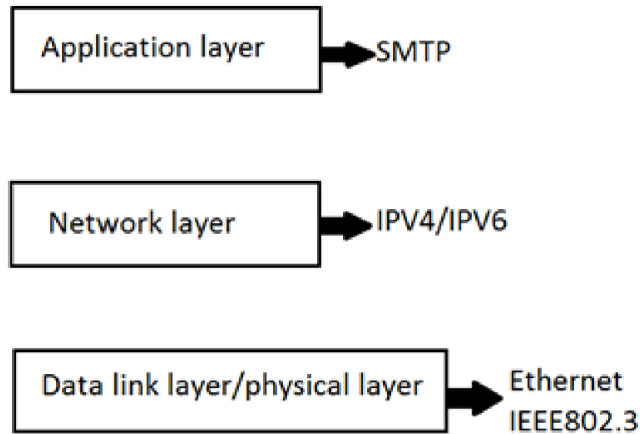 Application layer
SMTP
Network layer
IPV4/IPV6
Data link layer/physical layer
Ethernet
IEEE802.3